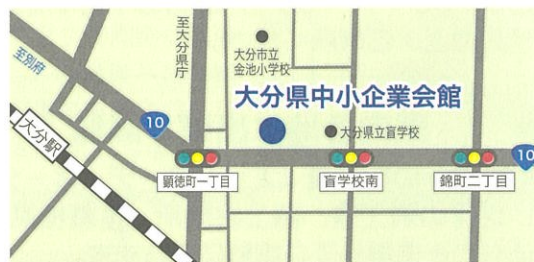 至大分県庁
至別府
大分市立
金池小学校
大分県中小企業会館
10
大分県立盲学校
大分駅
10
顕徳町一丁目
盲学校南
錦町二丁目